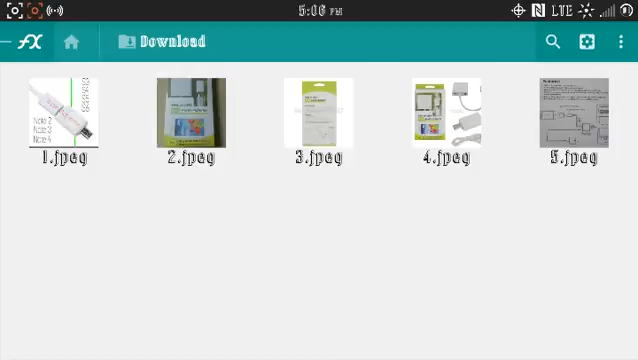 5:06 PM
LTE
FX
Download
Note 2
Note 3
Note 4
1.jpeg
2.jpeg
3.jpeg
4.jpeg
5.jpeg